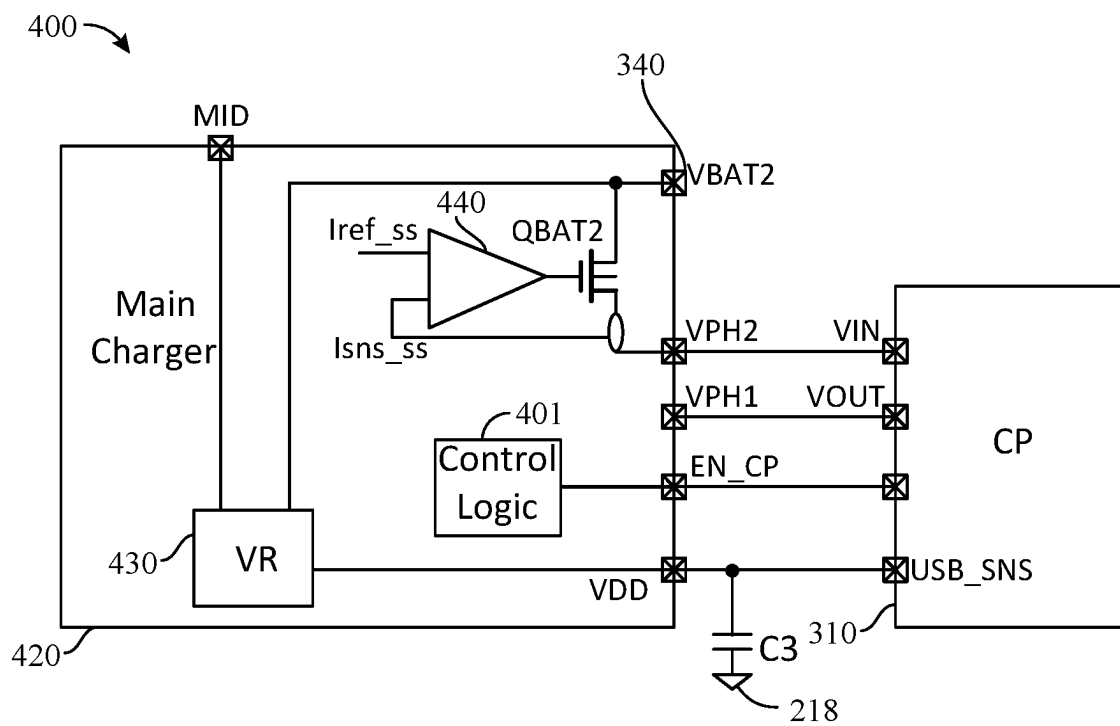 400
340
MID
VBAT2
440
Iref_ss
QBAT2
Main
Charger
Isns_ss
VPH2
VIN
VPH1
VOUT
401
CP
Control
Logic
EN_CP
430
VR
VDD
USB_SNS
310
420
C3
218